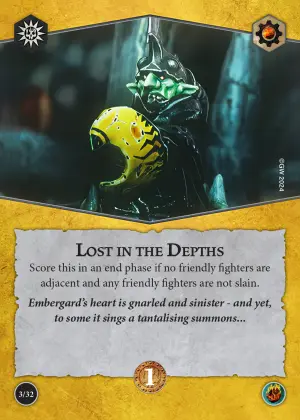 ©GW 2024
Lost in the Depths
Score this in an end phase if no friendly fighters are
adjacent and any friendly fighters are not slain.
Embergard's heart is gnarled and sinister - and yet,
to some it sings a tantalising summons...
1
3/32